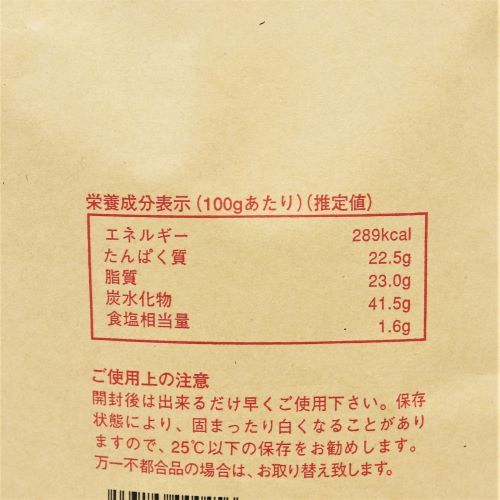 栄養成分表示(100gあたり)(推定値)
エネルギー 289kcal
たんぱく質 22.5g
脂質 23.0g
炭水化物 41.5g
食塩相当量 1.6g
ご使用上の注意
開封後は出来るだけ早くご使用下さい。保存
状態により、固まったり白くなることがあり
ますので、25℃以下の保存をお勧めします。
万一不都合品の場合は、お取り替え致します。